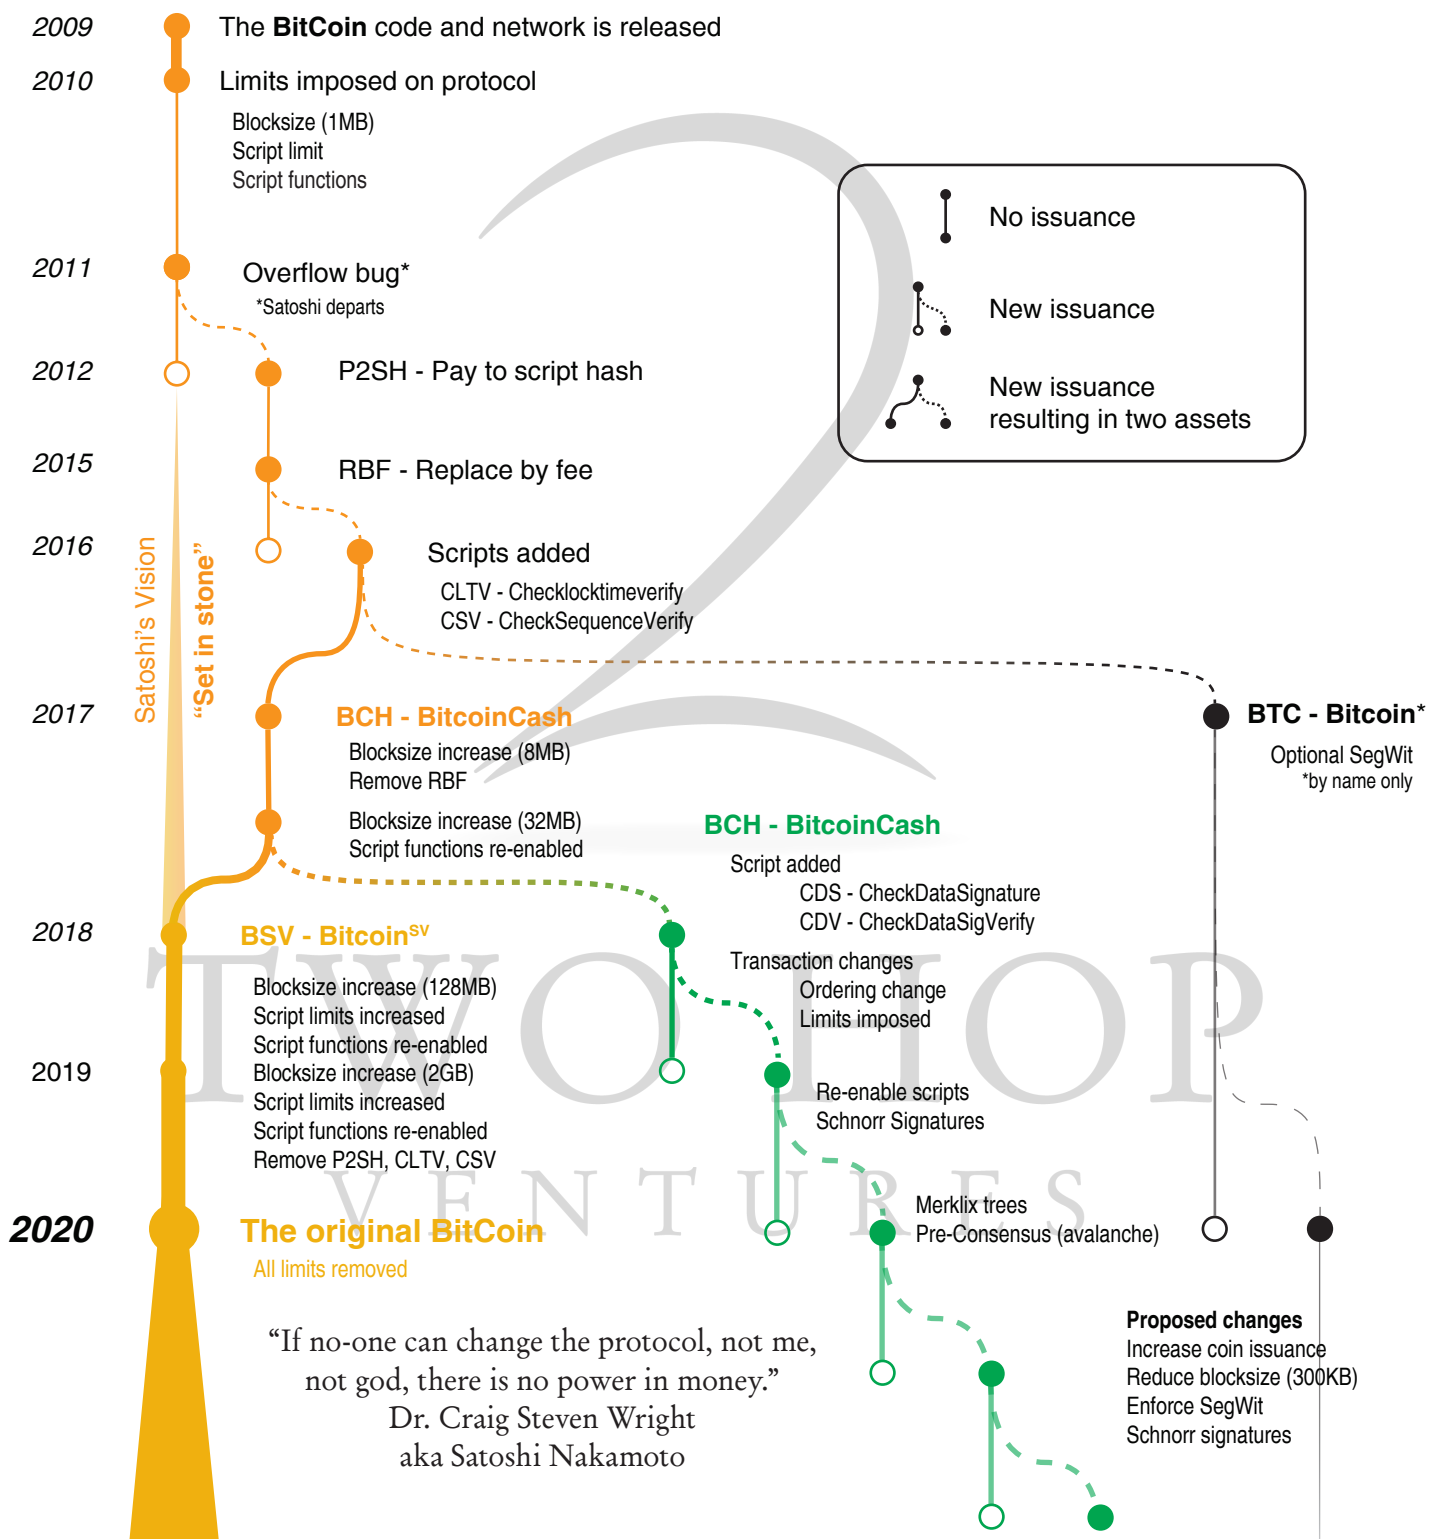 2009
The BitCoin code and network is released
2010
Limits imposed on protocol
Blocksize (1MB)
Script limit
Script functions
No issuance
New issuance
New issuance
resulting in two assets
2011
Overflow bug*
*Satoshi departs
2012
P2SH - Pay to script hash
2015
RBF - Replace by fee
2016
Scripts added
CLTV - Checklocktimeverify
CSV - CheckSequenceVerify
Satoshi's Vision
“Set in stone”
2017
BCH - BitcoinCash
Blocksize increase (8MB)
Remove RBF
Blocksize increase (32MB)
Script functions re-enabled
BTC - Bitcoin*
Optional SegWit
*by name only
BCH - BitcoinCash
Script added
CDS - CheckDataSignature
CDV - CheckDataSigVerify
Transaction changes
Ordering change
Limits imposed
2018
BSV - BitcoinSV
Blocksize increase (128MB)
Script limits increased
Script functions re-enabled
2019
Blocksize increase (2GB)
Script limits increased
Script functions re-enabled
Remove P2SH, CLTV, CSV
Re-enable scripts
Schnorr Signatures
TWO HOP
VENTURES
Merklix trees
Pre-Consensus (avalanche)
2020
The original BitCoin
All limits removed
“If no-one can change the protocol, not me,
not god, there is no power in money.”
Dr. Craig Steven Wright
aka Satoshi Nakamoto
Proposed changes
Increase coin issuance
Reduce blocksize (300KB)
Enforce SegWit
Schnorr signatures